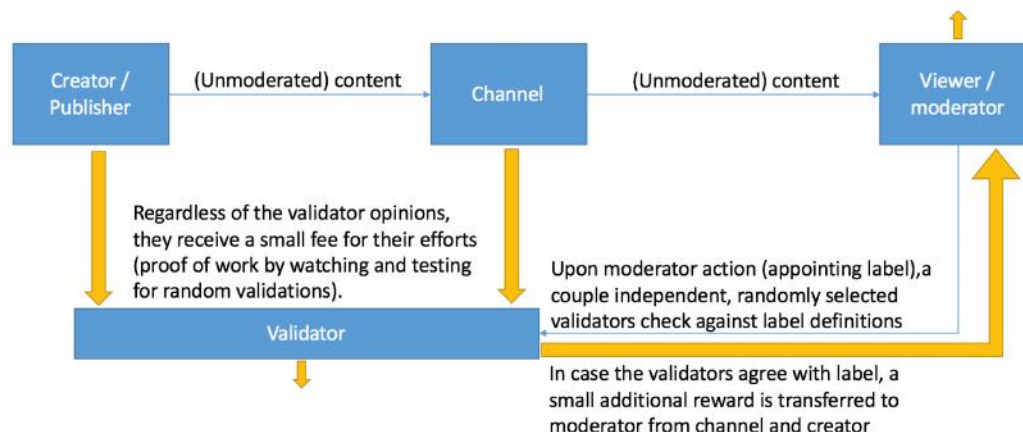 Creator /
Publisher
(Unmoderated) content
Channel
(Unmoderated) content
Viewer /
moderator
Regardless of the validator opinions,
they receive a small fee for their efforts
(proof of work by watching and testing
for random validations).
Upon moderator action (appointing label),a
couple independent, randomly selected
validators check against label definitions
Validator
In case the validators agree with label, a
small additional reward is transferred to
moderator from channel and creator